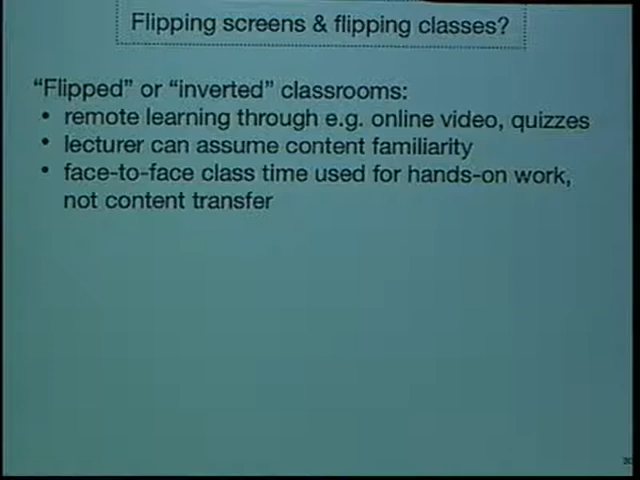 Flipping screens & flipping classes?
“Flipped” or “inverted” classrooms:
• remote learning through e.g. online video, quizzes
• lecturer can assume content familiarity
• face-to-face class time used for hands-on work,
not content transfer